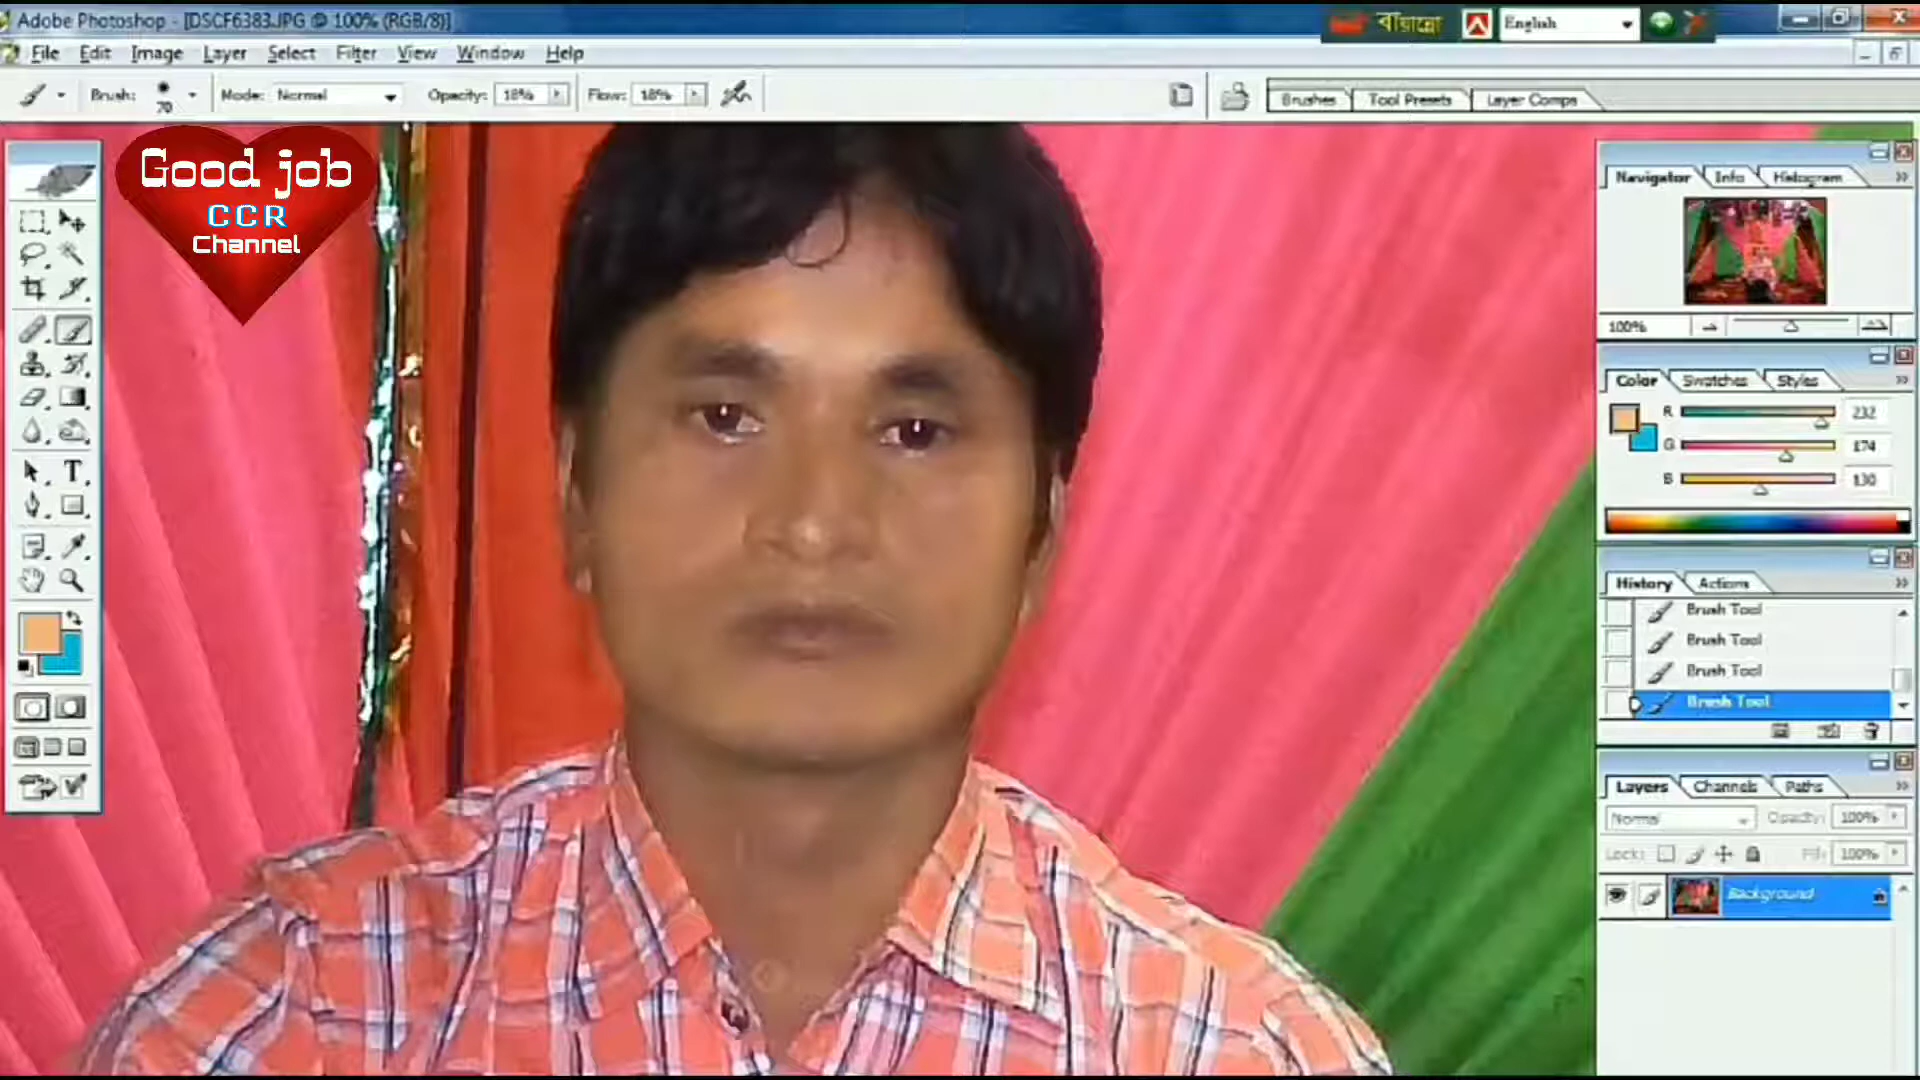 Adobe Photoshop - [DSCF6383.JPG @ 100% (RGB/8)]
বায়ান্নো
English
File Edit Image Layer Select Filter View Window Help
Brush: 70 Mode: Normal Opacity: 18% Flow: 18%
Brushes Tool Presets Layer Comps
Good job
CCR
Channel
Navigator Info Histogram
100%
Color Swatches Styles
R 232
G 174
B 130
History Actions
Brush Tool
Brush Tool
Brush Tool
Brush Tool
Layers Channels Paths
Normal Opacity: 100%
Lock: Fill: 100%
Background